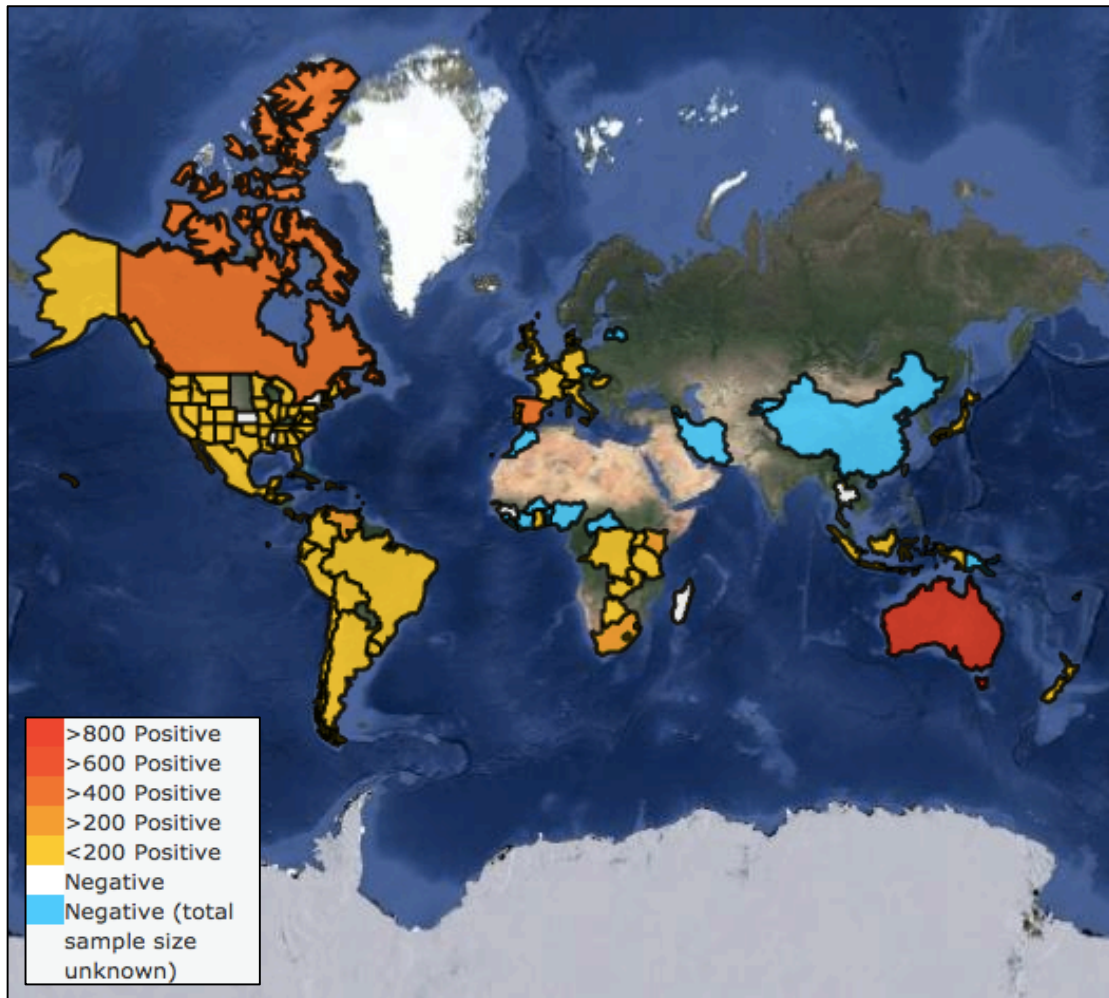 >800 Positive
>600 Positive
>400 Positive
>200 Positive
<200 Positive
Negative
Negative (total
sample size
unknown)